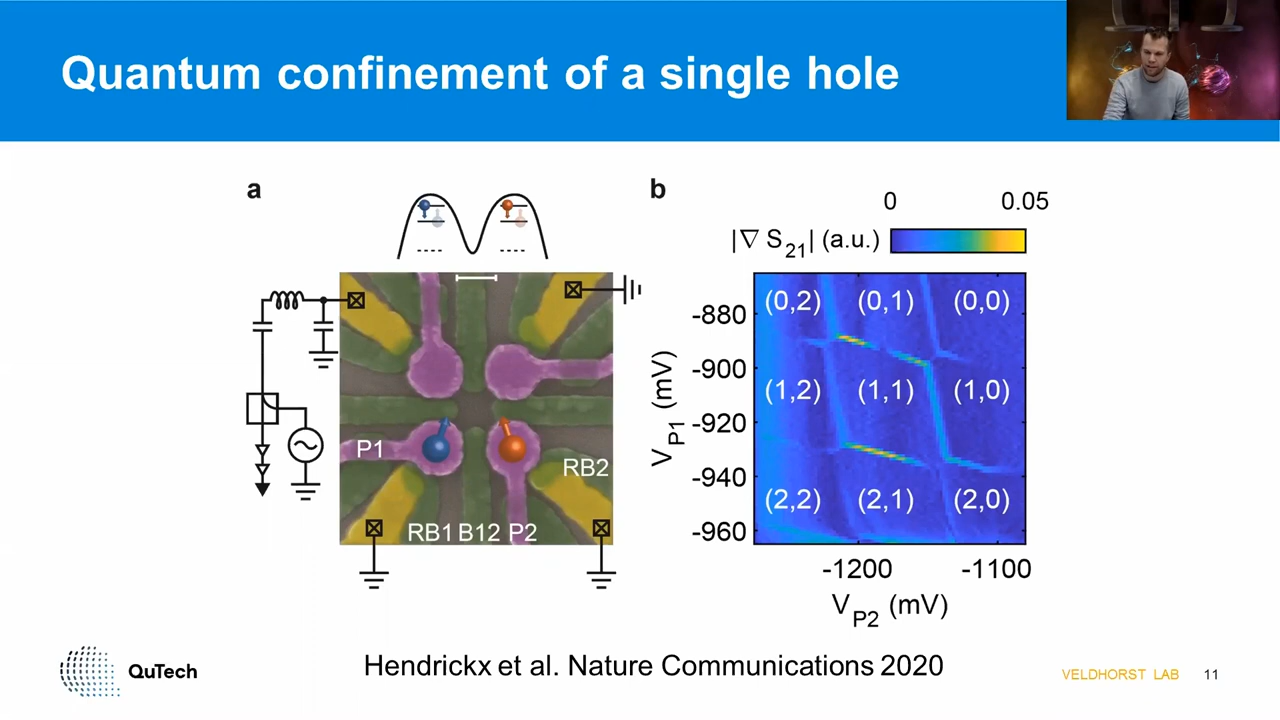 Quantum confinement of a single hole
a
b
0 0.05
|∇ S21| (a.u.)
(0,2) (0,1) (0,0)
(1,2) (1,1) (1,0)
(2,2) (2,1) (2,0)
-880
-900
-920
-940
-960
VP1 (mV)
-1200 -1100
VP2 (mV)
P1
RB2
RB1 B12 P2
Hendrickx et al. Nature Communications 2020
QuTech
VELDHORST LAB 11